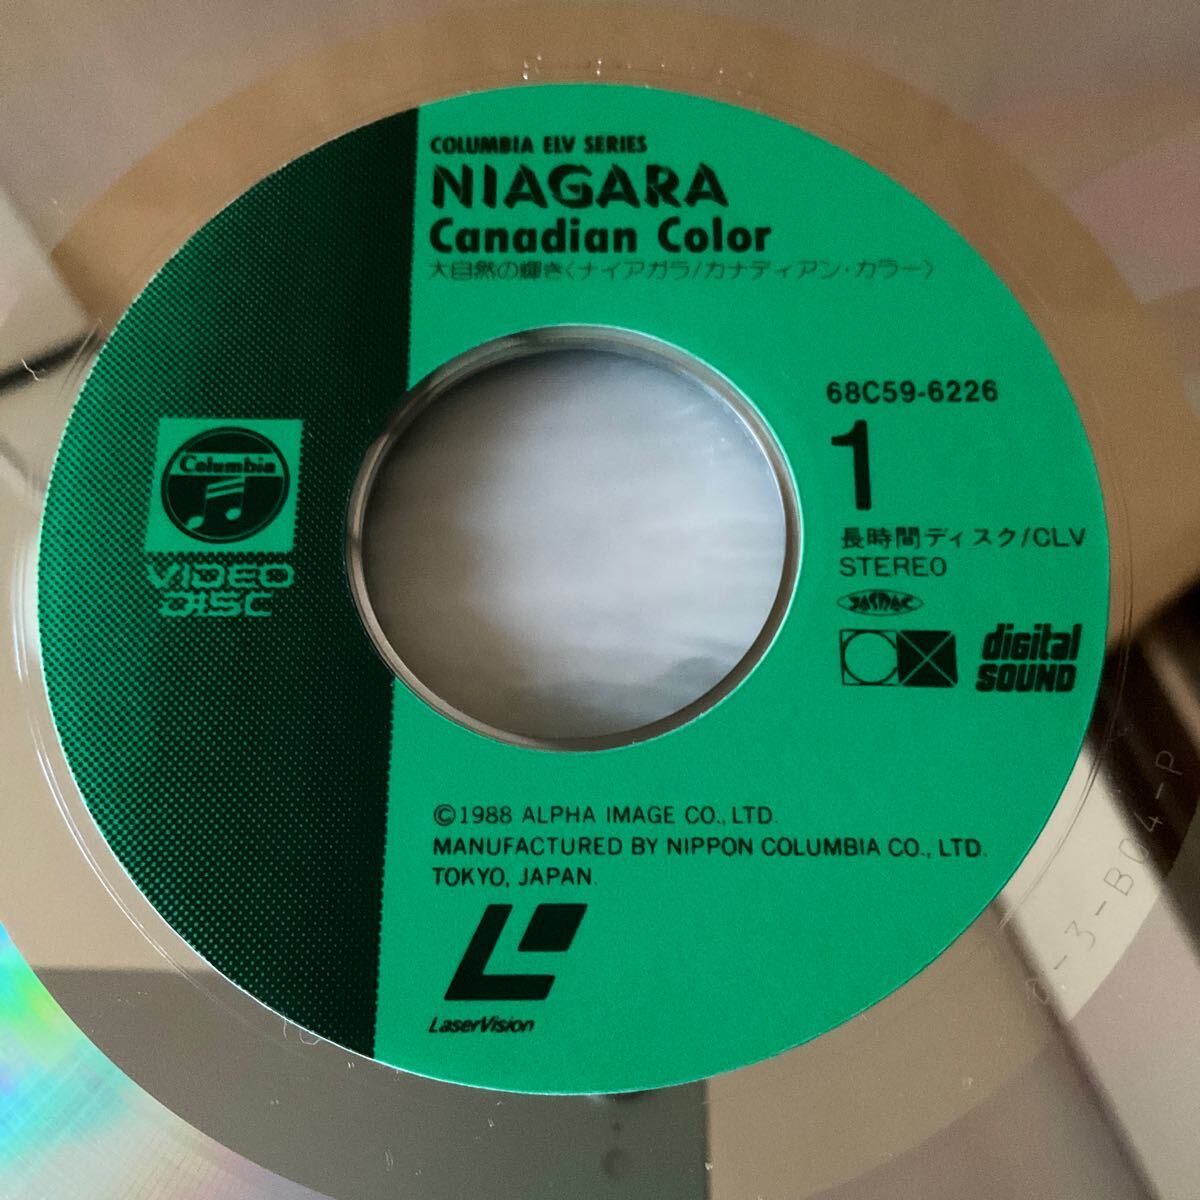 COLUMBIA ELV SERIES
NIAGARA
Canadian Color
大自然の輝き〈ナイアガラ/カナディアン・カラー〉
68C59-6226
1
長時間ディスク/CLV
STEREO
JASRAC
digital
SOUND
Columbia
VIDEO
DISC
©1988 ALPHA IMAGE CO., LTD.
MANUFACTURED BY NIPPON COLUMBIA CO., LTD.
TOKYO, JAPAN.
LaserVision
-3-B04-P